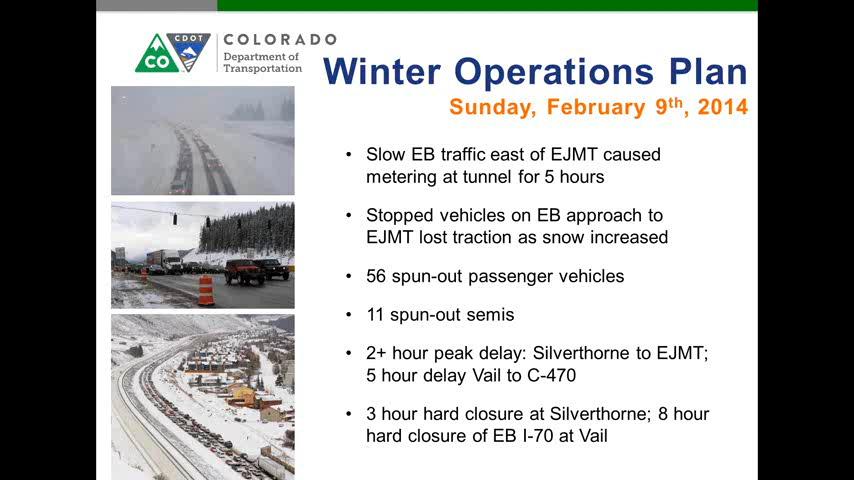 CO
CDOT
COLORADO
Department of
Transportation
Winter Operations Plan
Sunday, February 9th, 2014
• Slow EB traffic east of EJMT caused
metering at tunnel for 5 hours
• Stopped vehicles on EB approach to
EJMT lost traction as snow increased
• 56 spun-out passenger vehicles
• 11 spun-out semis
• 2+ hour peak delay: Silverthorne to EJMT;
5 hour delay Vail to C-470
• 3 hour hard closure at Silverthorne; 8 hour
hard closure of EB I-70 at Vail